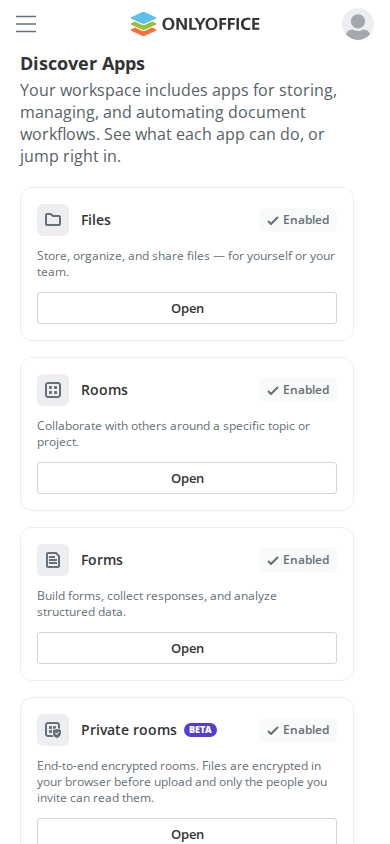 ONLYOFFICE
Discover Apps
Your workspace includes apps for storing,
managing, and automating document
workflows. See what each app can do, or
jump right in.
Files
Enabled
Store, organize, and share files — for yourself or your
team.
Open
Rooms
Enabled
Collaborate with others around a specific topic or
project.
Open
Forms
Enabled
Build forms, collect responses, and analyze
structured data.
Open
Private rooms BETA
Enabled
End-to-end encrypted rooms. Files are encrypted in
your browser before upload and only the people you
invite can read them.
Open